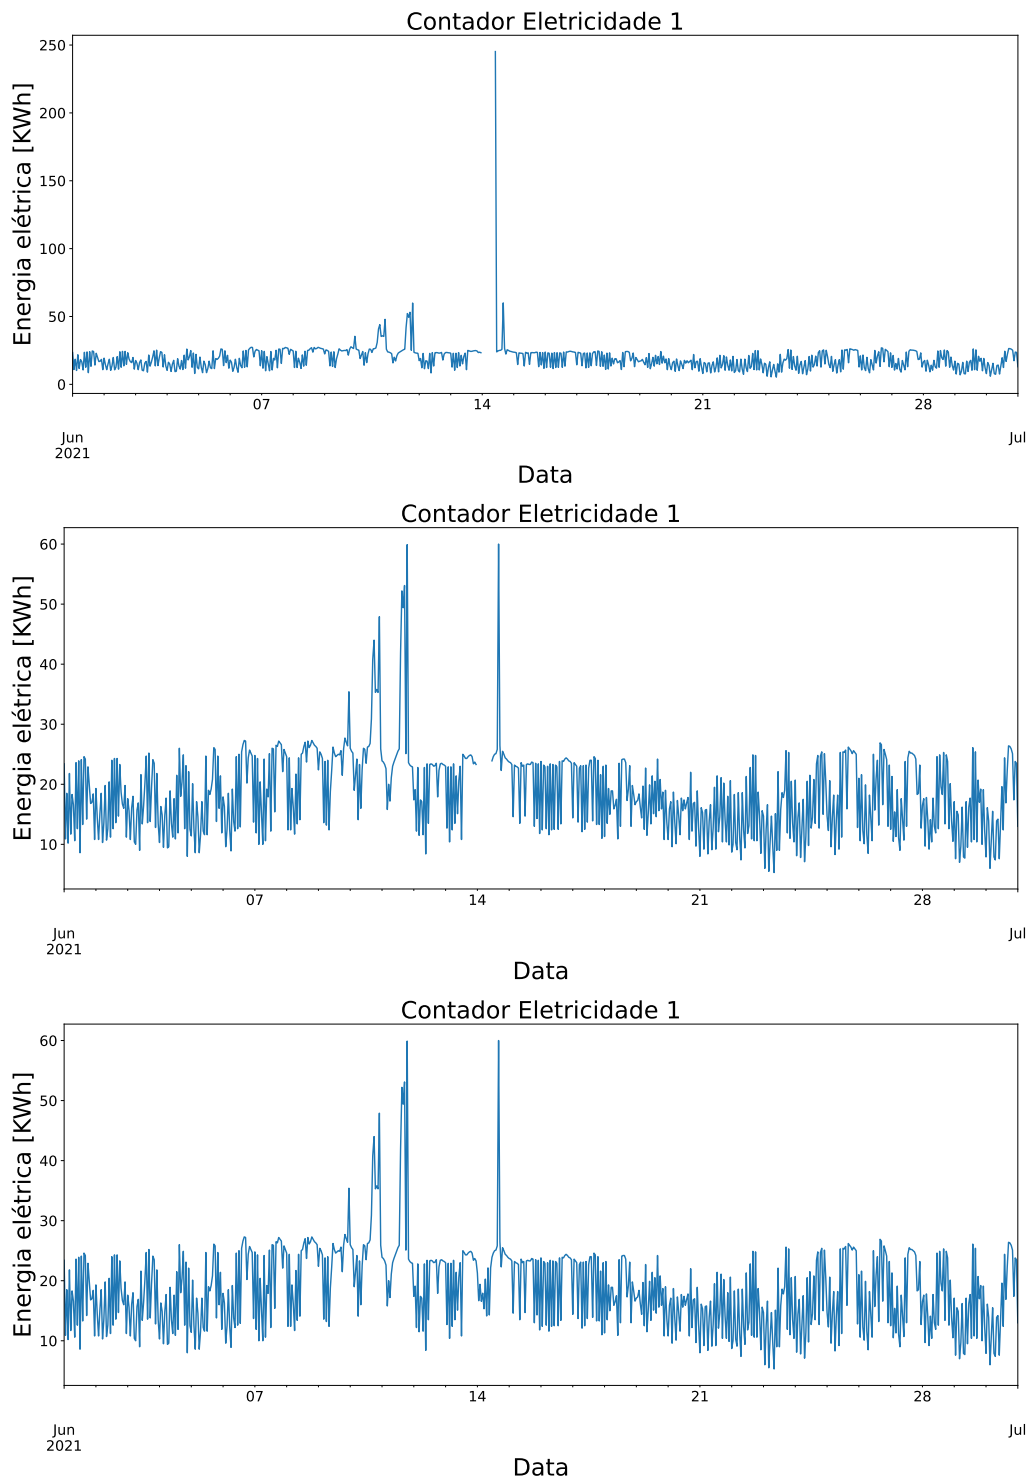 Contador Eletricidade 1
Energia elétrica [KWh]
250
200
150
100
50
0
07
14
21
28
Jun
2021
Jul
Data
Contador Eletricidade 1
Energia elétrica [KWh]
60
50
40
30
20
10
07
14
21
28
Jun
2021
Jul
Data
Contador Eletricidade 1
Energia elétrica [KWh]
60
50
40
30
20
10
07
14
21
28
Jun
2021
Jul
Data